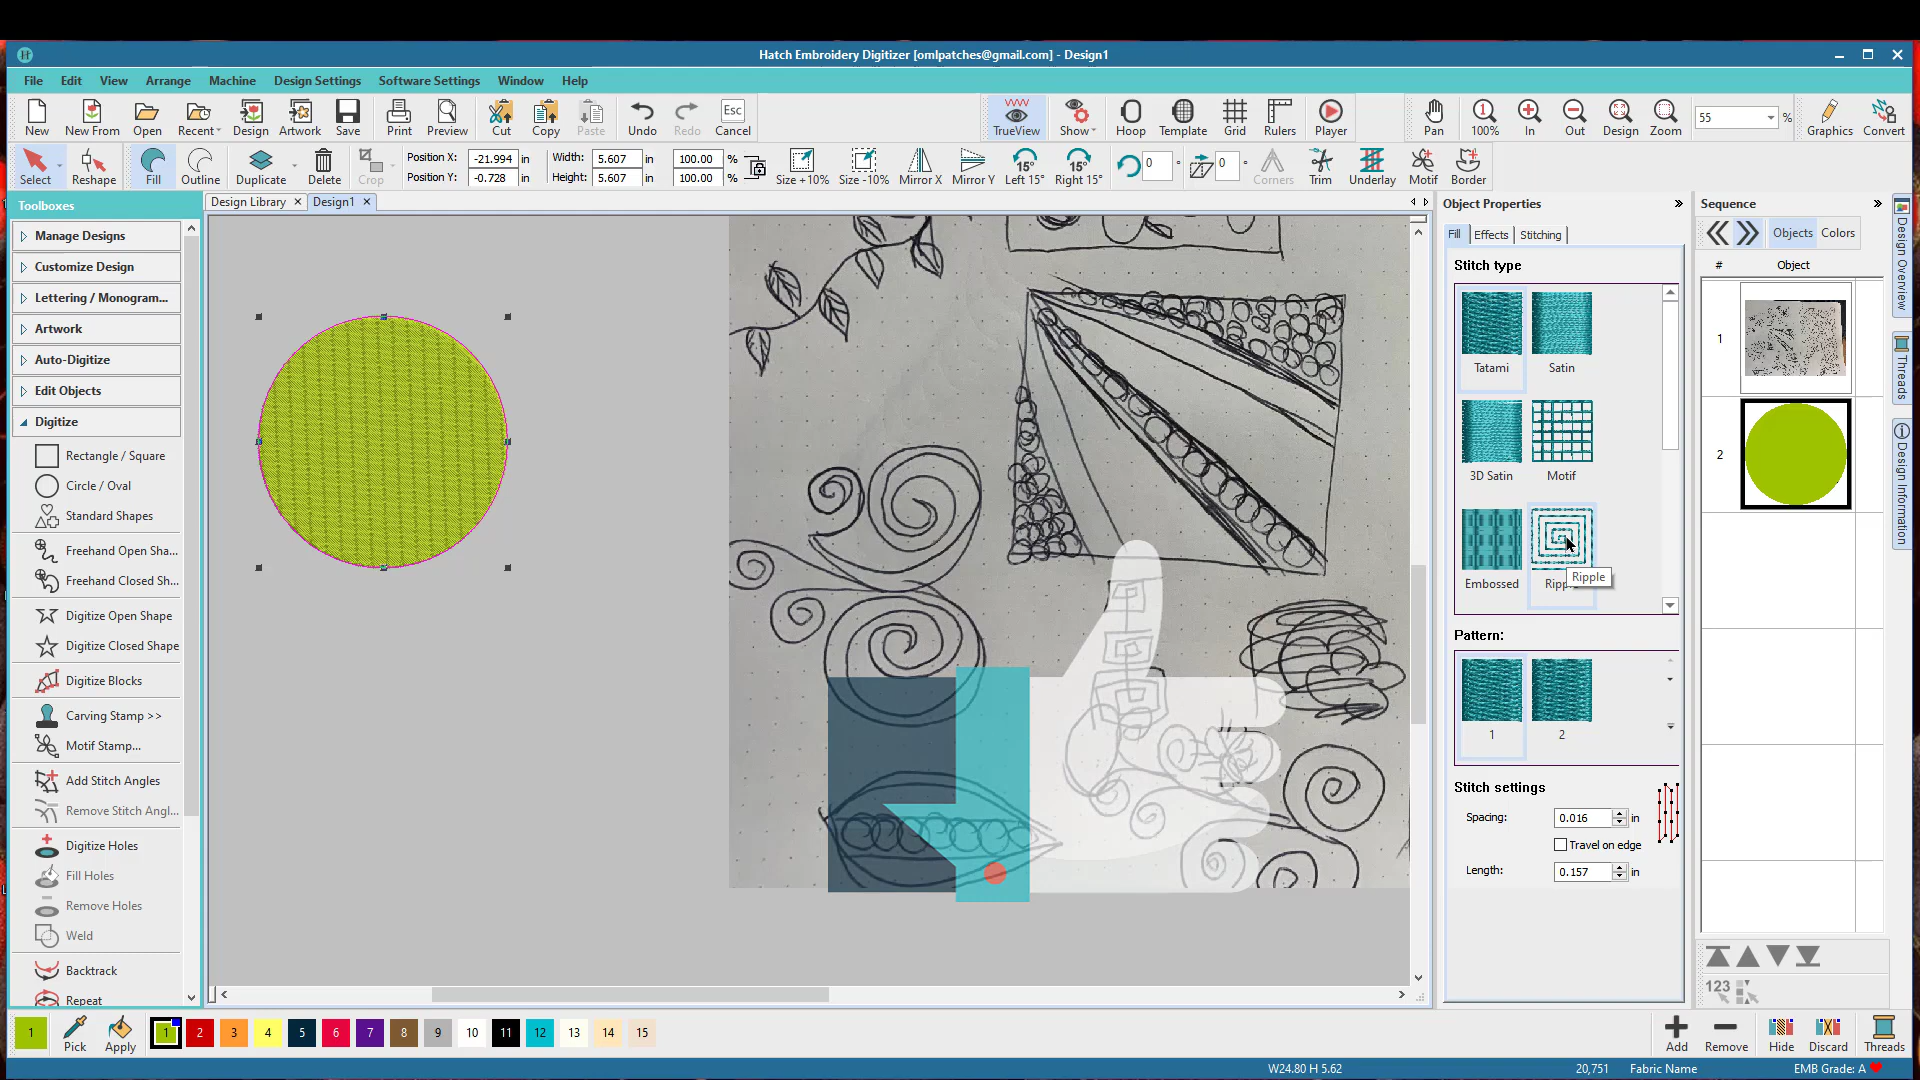 Hatch Embroidery Digitizer [omlpatches@gmail.com] - Design1
File Edit View Arrange Machine Design Settings Software Settings Window Help
New New From Open Recent Design Artwork Save Print Preview Cut Copy Paste Undo Redo Esc Cancel TrueView Show Hoop Template Grid Rulers Player Pan 1 100% In Out Design Zoom 55 % Graphics Convert
Select Reshape Fill Outline Duplicate Delete Crop Position X: -21.994 in Width: 5.607 in 100.00 % Size +10% Size -10% Mirror X Mirror Y 15° Left 15° 15° Right 15° 0 ° 0 ° Corners Trim Underlay Motif Border
Position Y: -0.728 in Height: 5.607 in 100.00 %
Toolboxes
Design Library × Design1 ×
Manage Designs
Customize Design
Lettering / Monogram...
Artwork
Auto-Digitize
Edit Objects
Digitize
Rectangle / Square
Circle / Oval
Standard Shapes
Freehand Open Sha...
Freehand Closed Sh...
Digitize Open Shape
Digitize Closed Shape
Digitize Blocks
Carving Stamp >>
Motif Stamp...
Add Stitch Angles
Remove Stitch Angl...
Digitize Holes
Fill Holes
Remove Holes
Weld
Backtrack
Repeat
Object Properties
Fill Effects Stitching
Stitch type
Tatami Satin
3D Satin Motif
Embossed
Ripple
Pattern:
1 2
Stitch settings
Spacing: 0.016 in
Travel on edge
Length: 0.157 in
Sequence
Objects Colors
# Object
1
2
123
Design Overview
Threads
Design Information
1 Pick Apply 1 2 3 4 5 6 7 8 9 10 11 12 13 14 15 Add Remove Hide Discard Threads
W24.80 H 5.62 20,751 Fabric Name EMB Grade: A